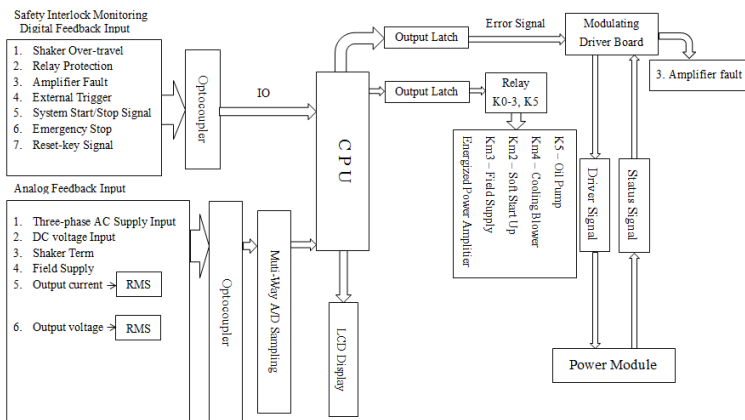 Safety Interlock Monitoring
Digital Feedback Input
1. Shaker Over-travel
2. Relay Protection
3. Amplifier Fault
4. External Trigger
5. System Start/Stop Signal
6. Emergency Stop
7. Reset-key Signal
Optocoupler
IO
Analog Feedback Input
1. Three-phase AC Supply Input
2. DC voltage Input
3. Shaker Term
4. Field Supply
5. Output current
RMS
6. Output voltage
RMS
Optocoupler
Muti-Way A/D
Sampling
CPU
LCD Display
Output Latch
Error Signal
Output Latch
Relay
K0-3, K5
K5 – Oil Pump
Km4 – Cooling Blower
Km2 – Soft Start Up
Km3 – Field Supply
Energized Power Amplitier
Modulating
Driver Board
3. Amplifier fault
Driver Signal
Status Signal
Power Module